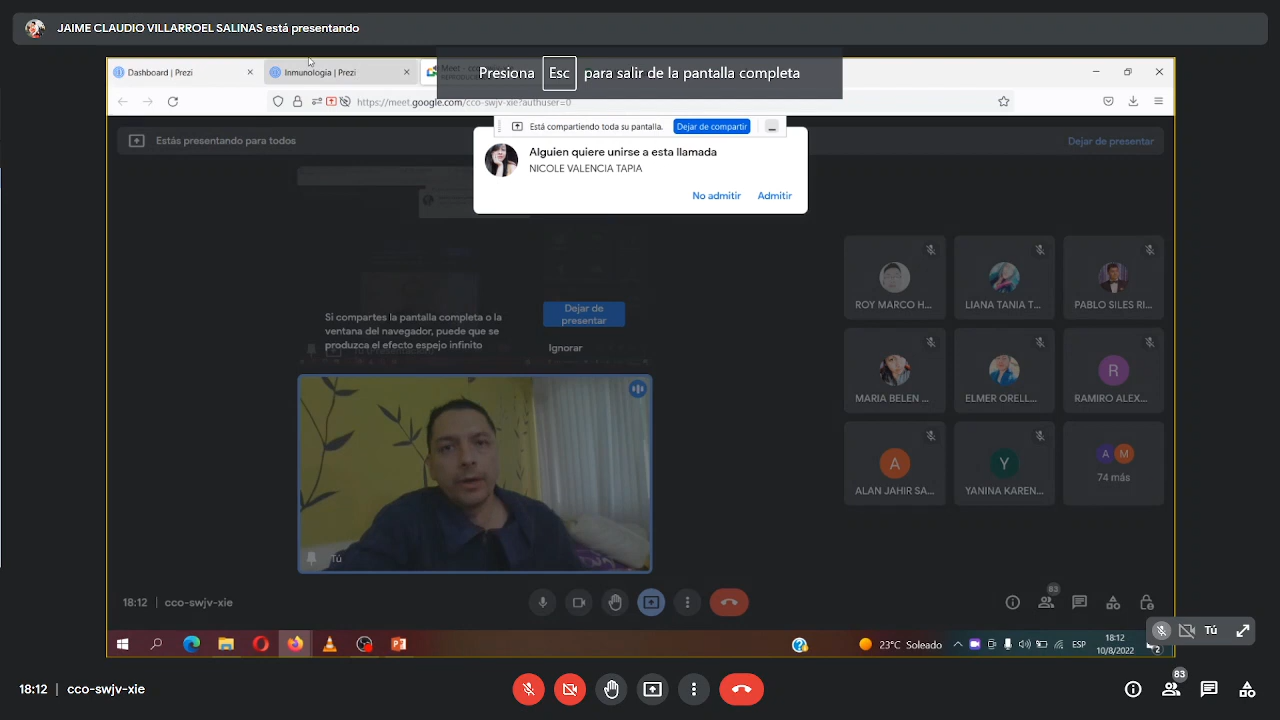 JAIME CLAUDIO VILLARROEL SALINAS está presentando
Dashboard | Prezi
Inmunologia | Prezi
Presiona Esc para salir de la pantalla completa
https://meet.google.com/cco-swjv-xie?authuser=0
Está compartiendo toda su pantalla.
Dejar de compartir
Estás presentando para todos
Dejar de presentar
Alguien quiere unirse a esta llamada
NICOLE VALENCIA TAPIA
No admitir
Admitir
Si compartes la pantalla completa o la
ventana del navegador, puede que se
produzca el efecto espejo infinito
Dejar de
presentar
Ignorar
ROY MARCO H...
LIANA TANIA T...
PABLO SILES RI...
MARIA BELEN ...
ELMER ORELL...
R
RAMIRO ALEX...
A
ALAN JAHIR SA...
Y
YANINA KAREN...
A M
74 más
Tú
18:12 | cco-swjv-xie
83
23°C Soleado
ESP
18:12
10/8/2022
2
Tú
18:12 | cco-swjv-xie
83